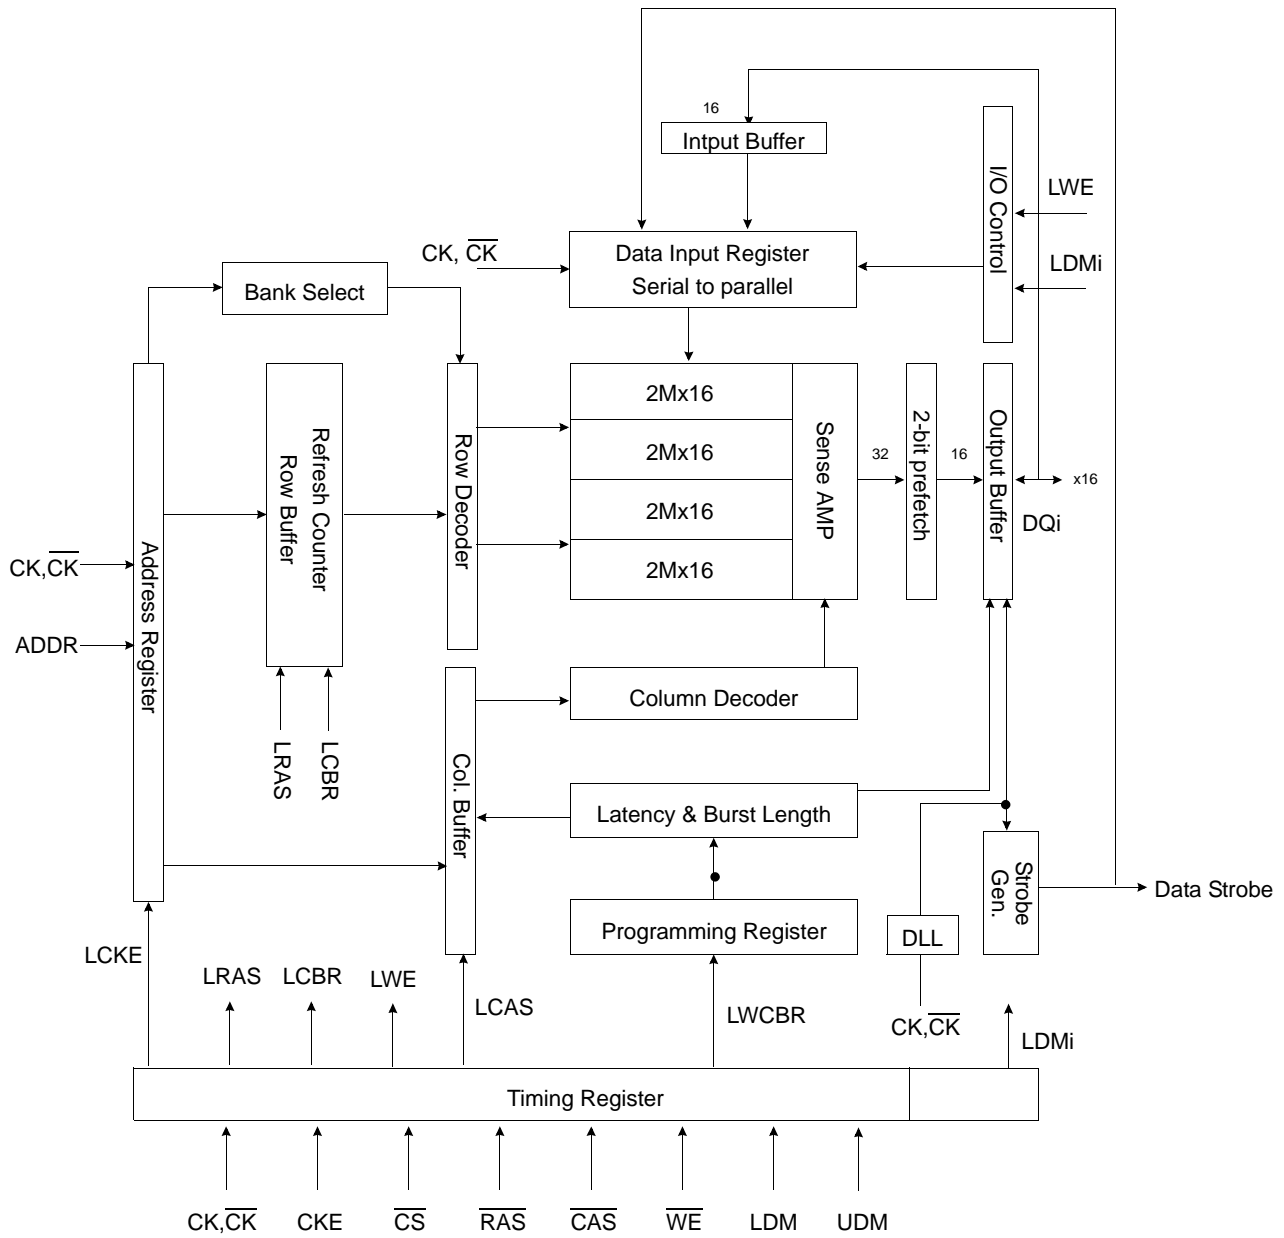 16
Intput Buffer
I/O Control
LWE
LDMi
CK, CK
Data Input Register
Serial to parallel
Bank Select
Address Register
Refresh Counter
Row Buffer
Row Decoder
2Mx16
2Mx16
2Mx16
2Mx16
Sense AMP
32
2-bit prefetch
16
Output Buffer
x16
DQi
CK,CK
ADDR
LRAS
LCBR
Col. Buffer
Column Decoder
Latency & Burst Length
Programming Register
DLL
Strobe
Gen.
Data Strobe
CK,CK
LCKE
LRAS
LCBR
LWE
LCAS
LWCBR
LDMi
Timing Register
CK,CK
CKE
CS
RAS
CAS
WE
LDM
UDM